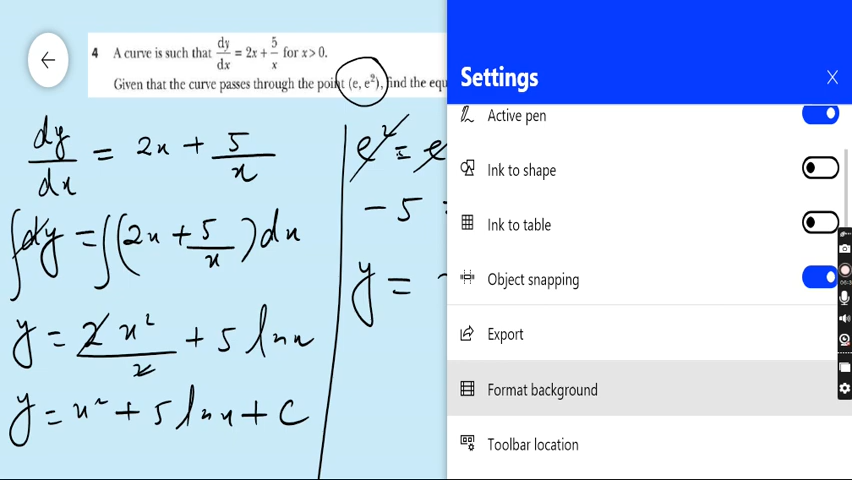 4 A curve is such that dy/dx = 2x + 5/x for x > 0.
Given that the curve passes through the point (e, e²), find the equ
dy/dx = 2x + 5/x
∫dy = ∫(2x + 5/x)dx
y = 2x²/2 + 5 ln x
y = x² + 5 ln x + c
e² = e
- 5 =
y =
Settings
Active pen
Ink to shape
Ink to table
Object snapping
Export
Format background
Toolbar location